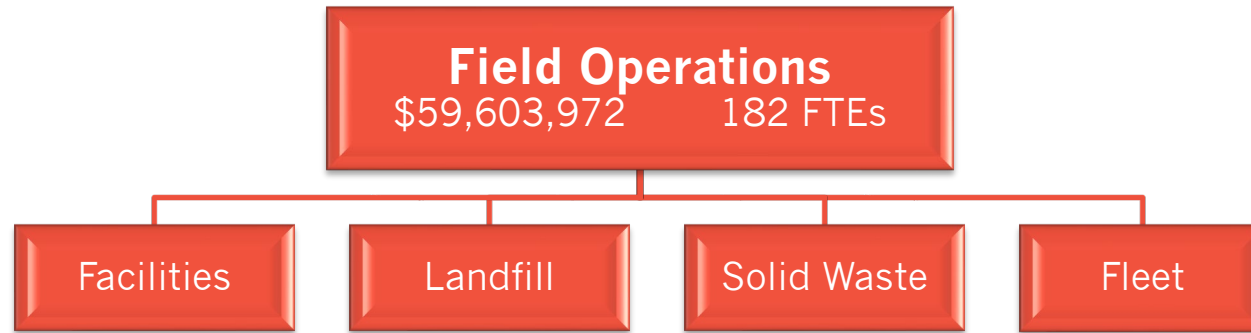 Field Operations
$59,603,972 182 FTEs
Facilities
Landfill
Solid Waste
Fleet